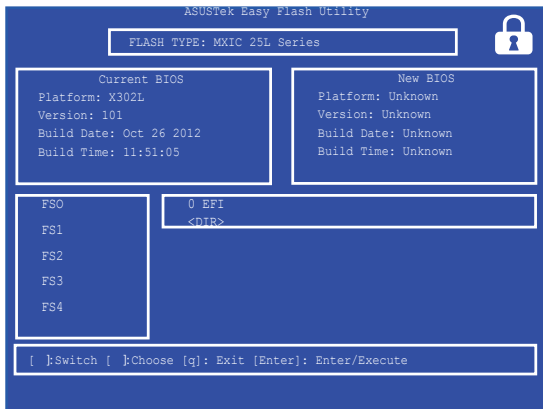 ASUSTek Easy Flash Utility
FLASH TYPE: MXIC 25L Series
Current BIOS
Platform: X302L
Version: 101
Build Date: Oct 26 2012
Build Time: 11:51:05
New BIOS
Platform: Unknown
Version: Unknown
Build Date: Unknown
Build Time: Unknown
FSO
FS1
FS2
FS3
FS4
0 EFI
<DIR>
[ ]:Switch [ ]:Choose [q]: Exit [Enter]: Enter/Execute